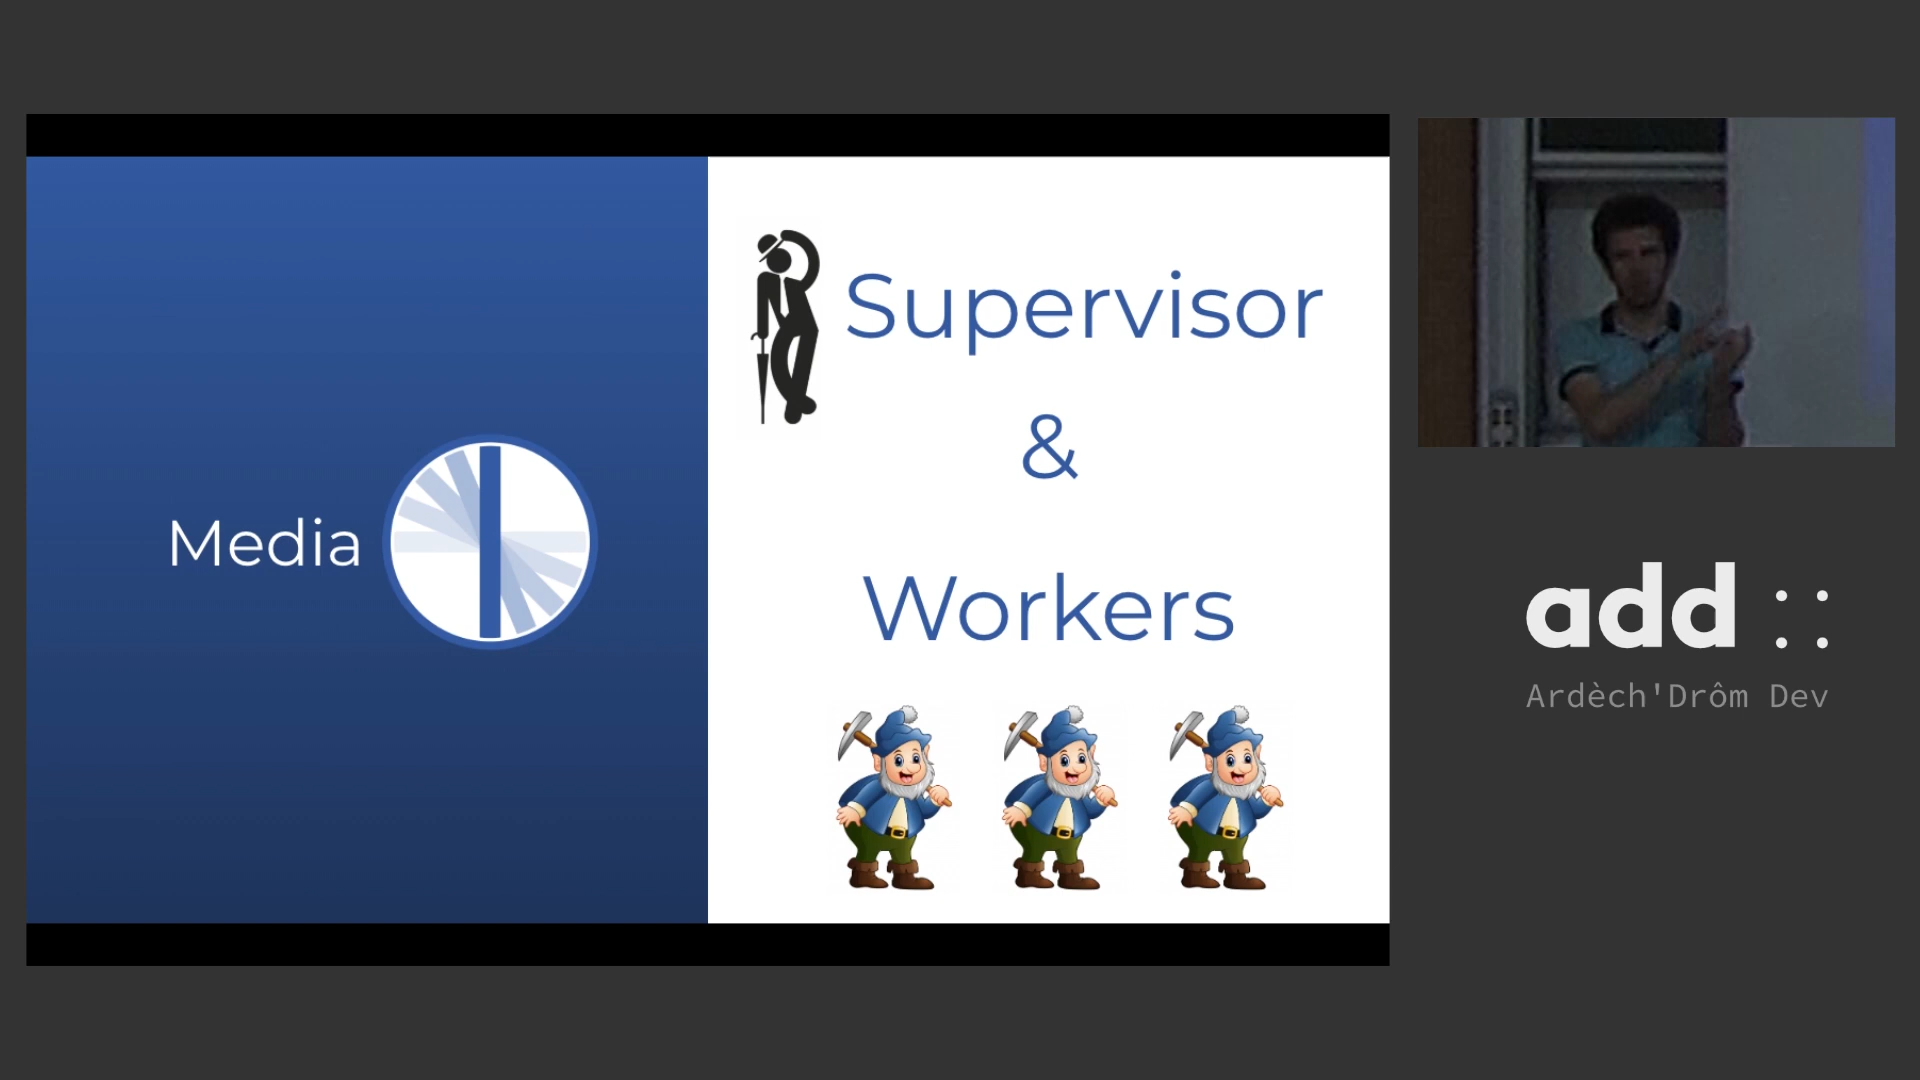 Media
Supervisor
&
Workers
add ::
Ardèch'Drôm Dev